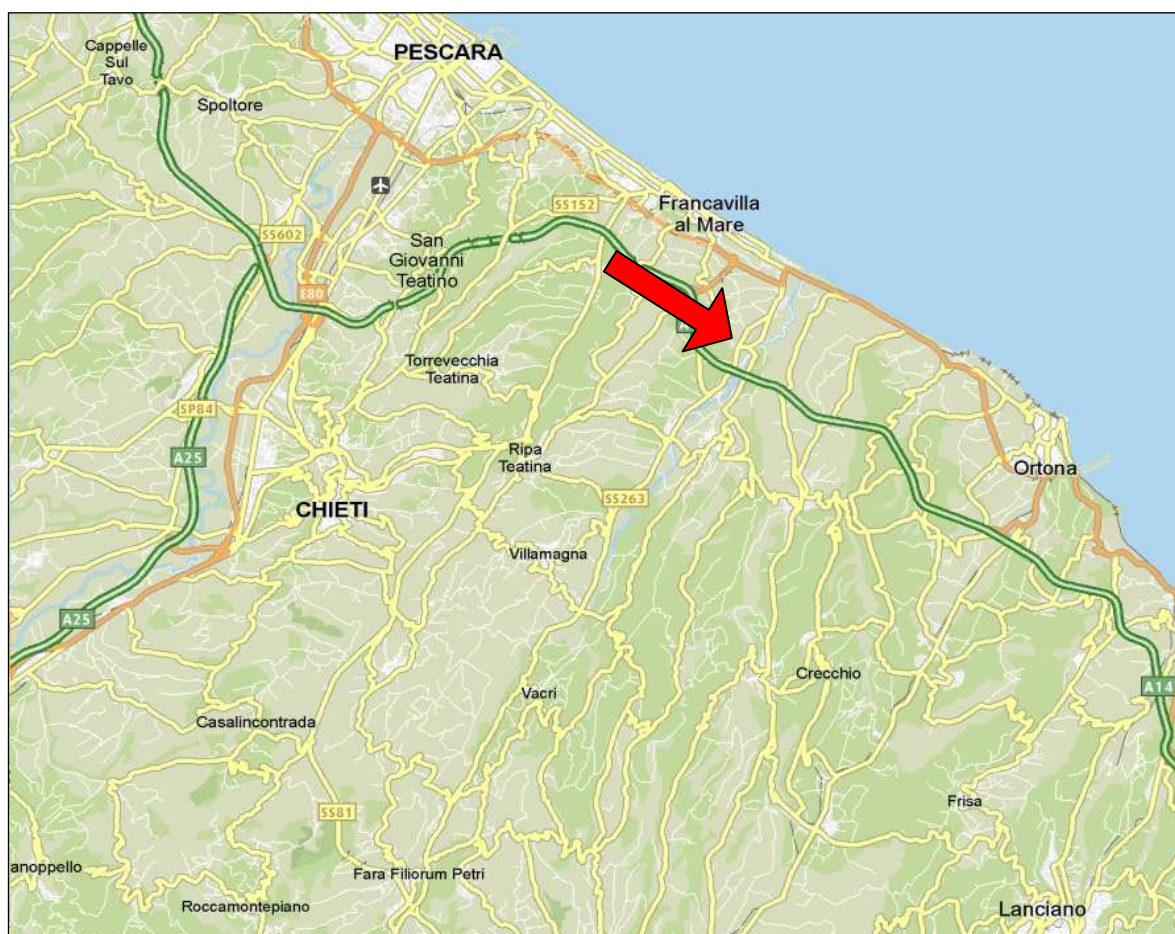 PESCARA
Cappelle
Sul
Tavo
Spoltore
SS152
Francavilla
al Mare
SS602
San
Giovanni
Teatino
E80
Torrevecchia
Teatina
SP84
A25
Ripa
Teatina
Ortona
CHIETI
SS263
Villamagna
A25
Crecchio
A14
Vacri
Casalincontrada
Frisa
SS81
anoppello
Fara Filiorum Petri
Roccamontepiano
Lanciano